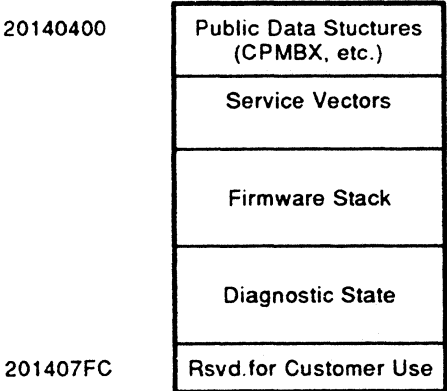 20140400
Public Data Stuctures
(CPMBX, etc.)
Service Vectors
Firmware Stack
Diagnostic State
201407FC
Rsvd.for Customer Use